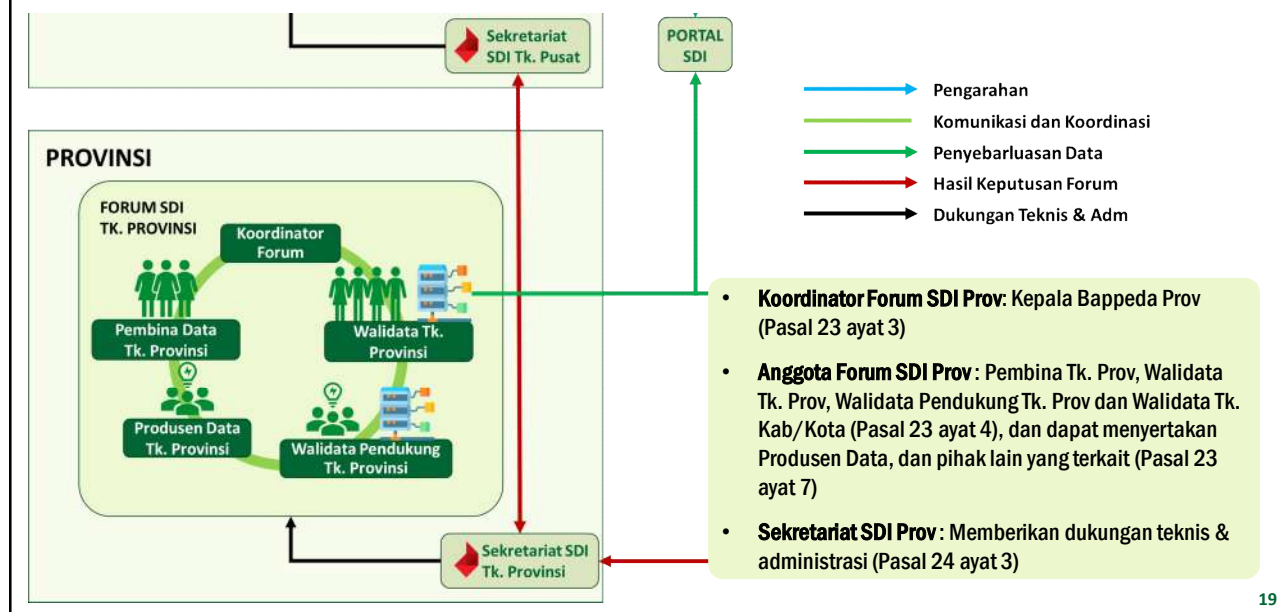 Sekretariat
SDI Tk. Pusat
PORTAL
SDI
Pengarahan
Komunikasi dan Koordinasi
Penyebarluasan Data
Hasil Keputusan Forum
Dukungan Teknis & Adm
PROVINSI
FORUM SDI
TK. PROVINSI
Koordinator
Forum
Pembina Data
Tk. Provinsi
Walidata Tk.
Provinsi
Produsen Data
Tk. Provinsi
Walidata Pendukung
Tk. Provinsi
Sekretariat SDI
Tk. Provinsi
• Koordinator Forum SDI Prov: Kepala Bappeda Prov
(Pasal 23 ayat 3)
• Anggota Forum SDI Prov : Pembina Tk. Prov, Walidata
Tk. Prov, Walidata Pendukung Tk. Prov dan Walidata Tk.
Kab/Kota (Pasal 23 ayat 4), dan dapat menyertakan
Produsen Data, dan pihak lain yang terkait (Pasal 23
ayat 7)
• Sekretariat SDI Prov : Memberikan dukungan teknis &
administrasi (Pasal 24 ayat 3)
19